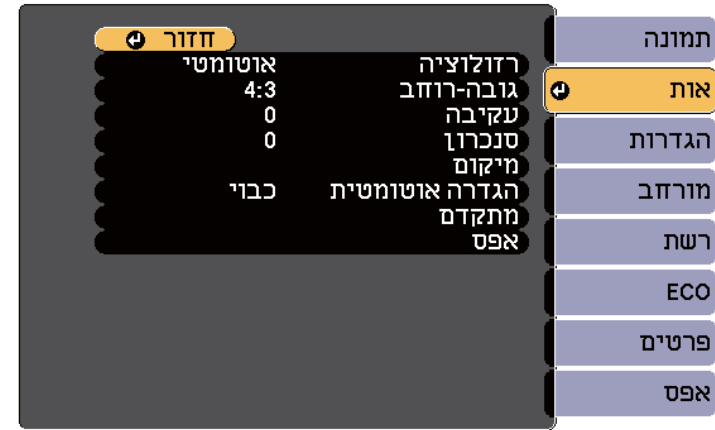 חזור
רזולוציה אוטומטי
גובה-רוחב 4:3
עקיבה 0
סנכרון 0
מיקום
הגדרה אוטומטית כבוי
מתקדם
אפס
תמונה
אות
הגדרות
מורחב
רשת
ECO
פרטים
אפס